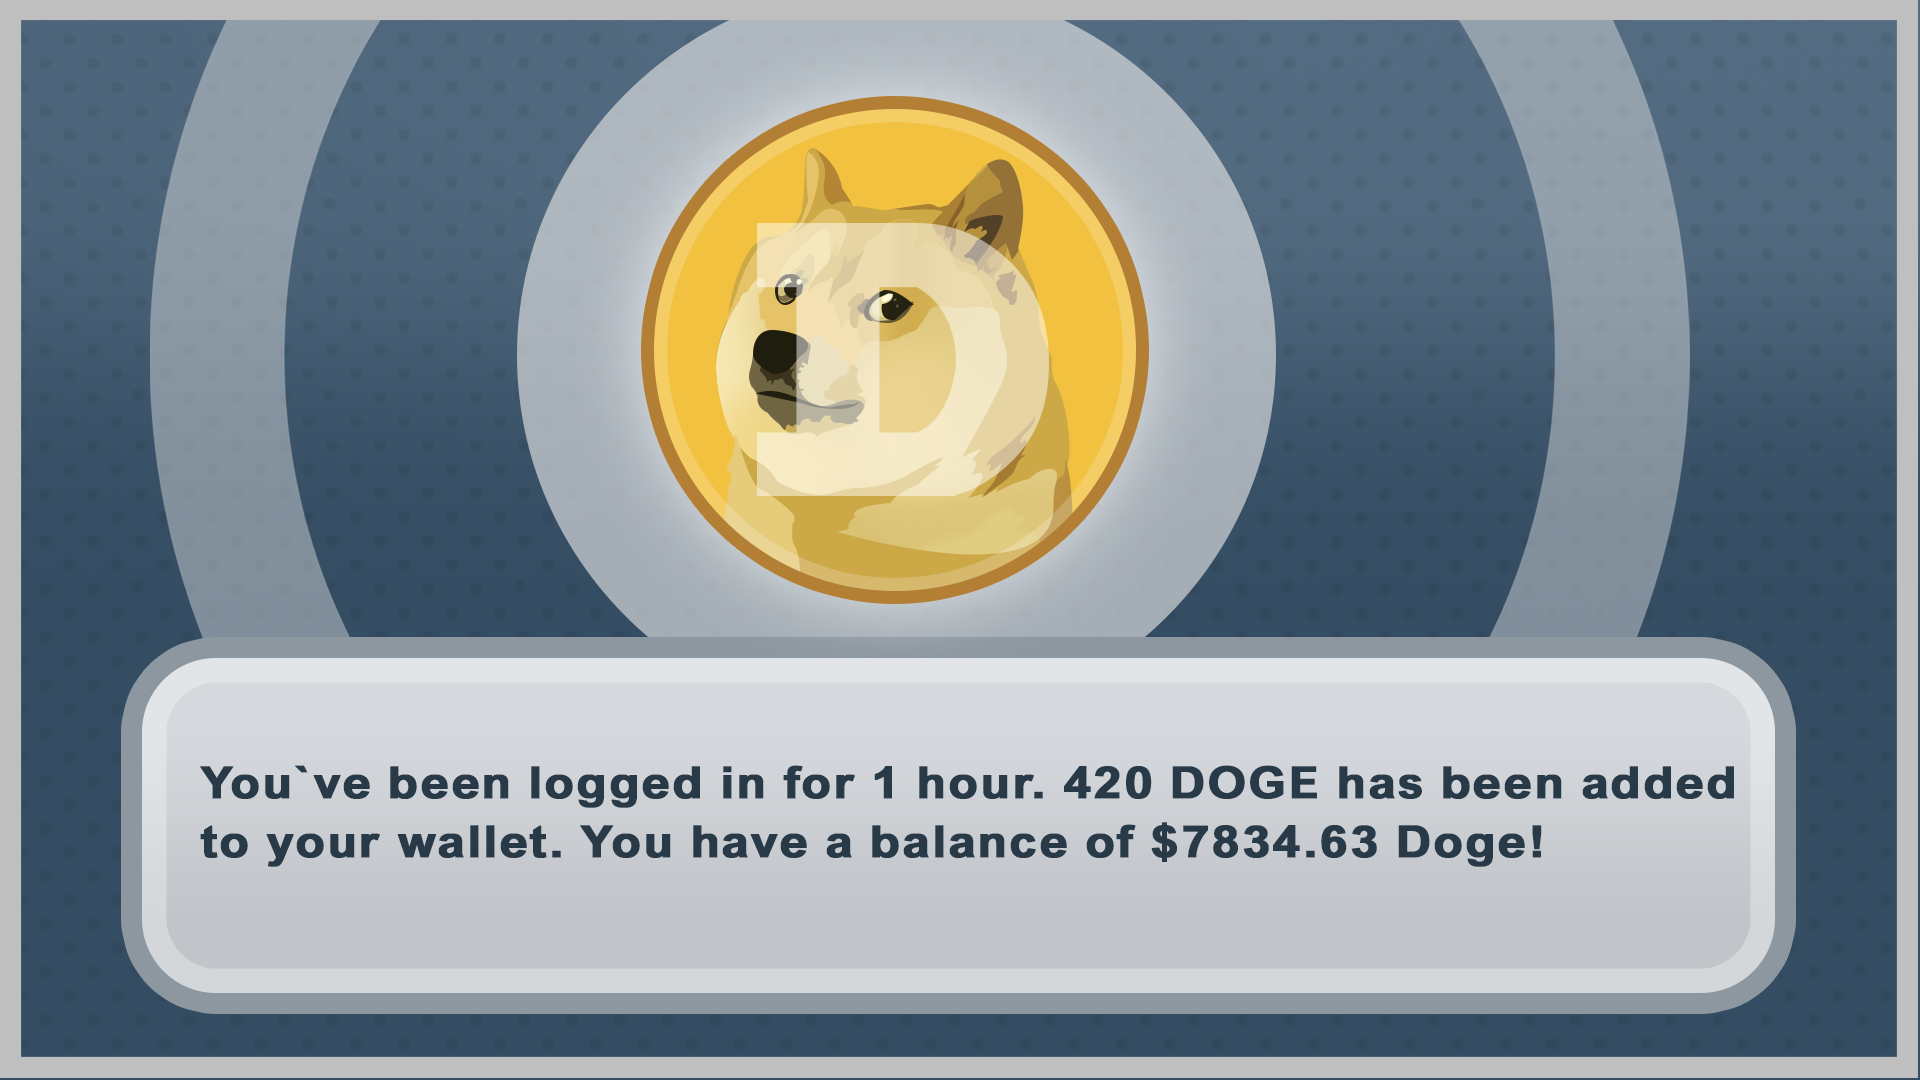 You`ve been logged in for 1 hour. 420 DOGE has been added
to your wallet. You have a balance of $7834.63 Doge!
D